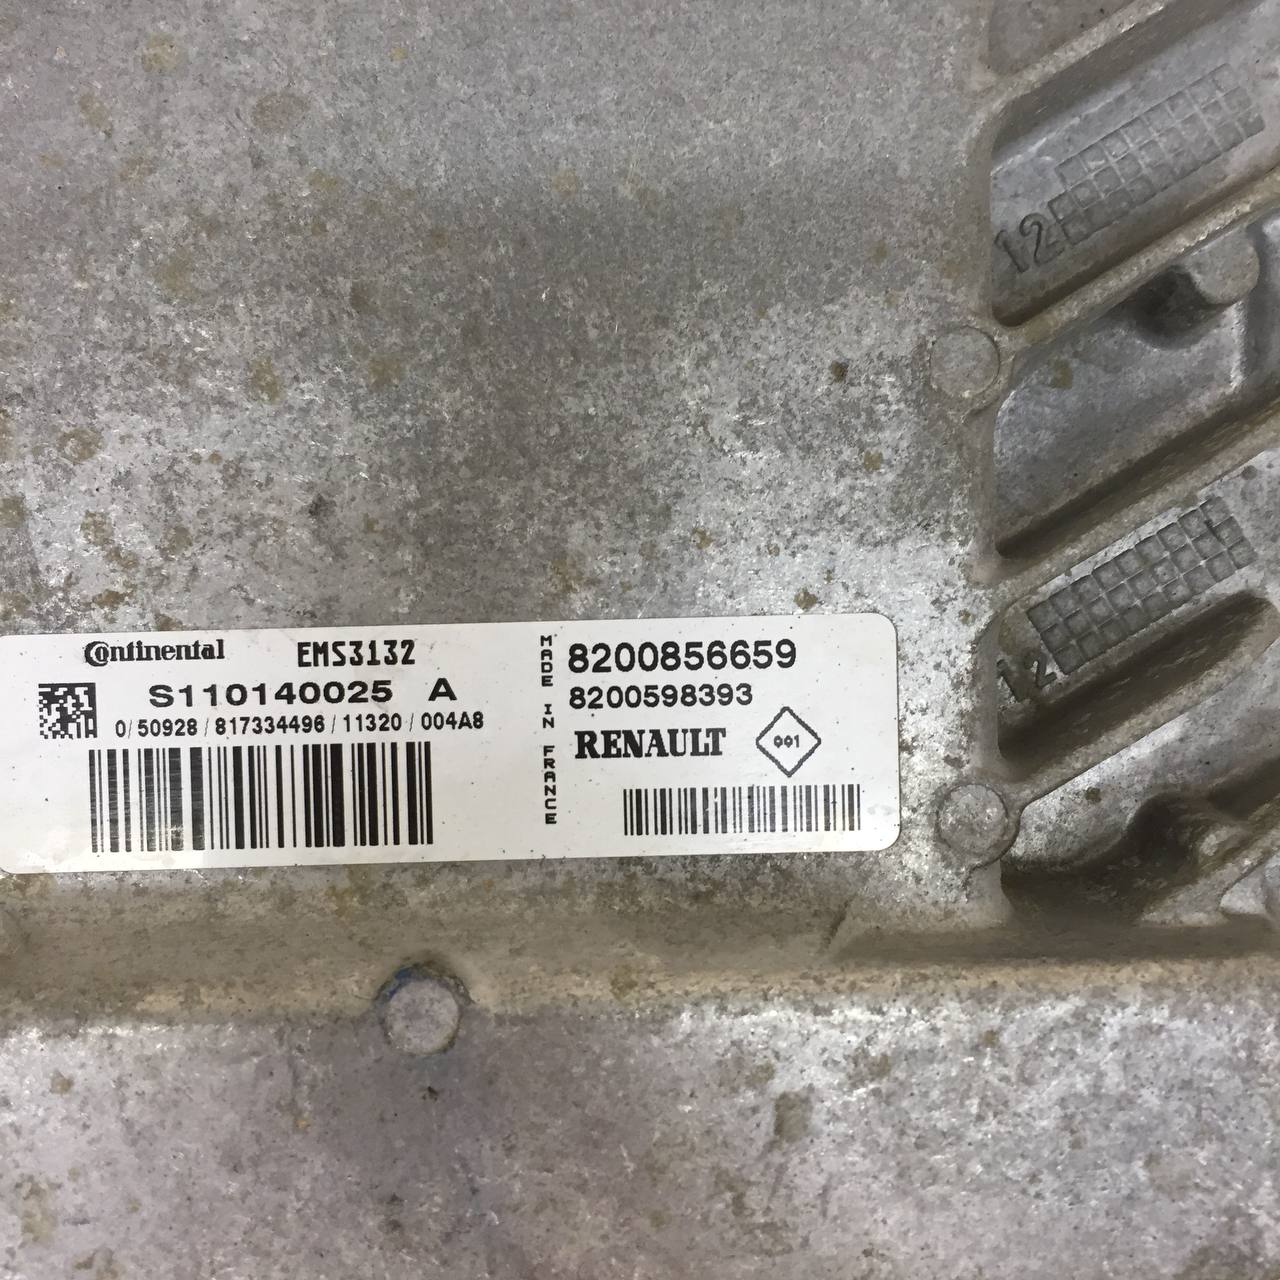 12
12
Continental EMS3132
S110140025 A
0/50928/817334496/11320/004A8
MADE IN FRANCE
8200856659
8200598393
RENAULT 001